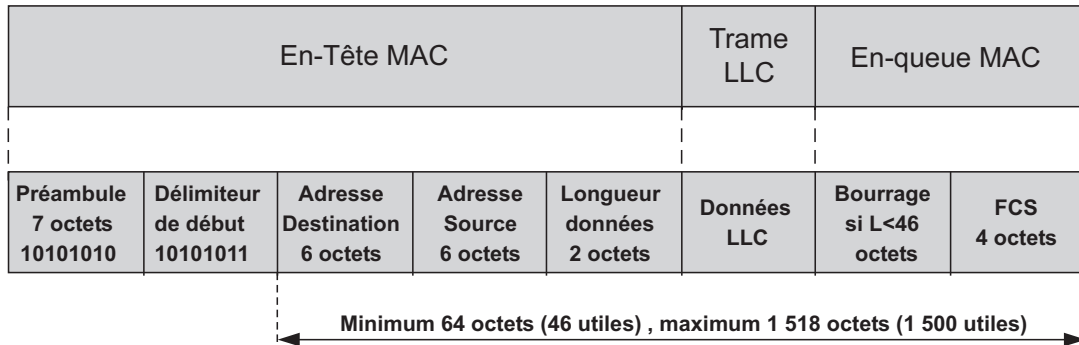 En-Tête MAC
Trame
LLC
En-queue MAC
Préambule
7 octets
10101010
Délimiteur
de début
10101011
Adresse
Destination
6 octets
Adresse
Source
6 octets
Longueur
données
2 octets
Données
LLC
Bourrage
si L<46
octets
FCS
4 octets
Minimum 64 octets (46 utiles) , maximum 1 518 octets (1 500 utiles)